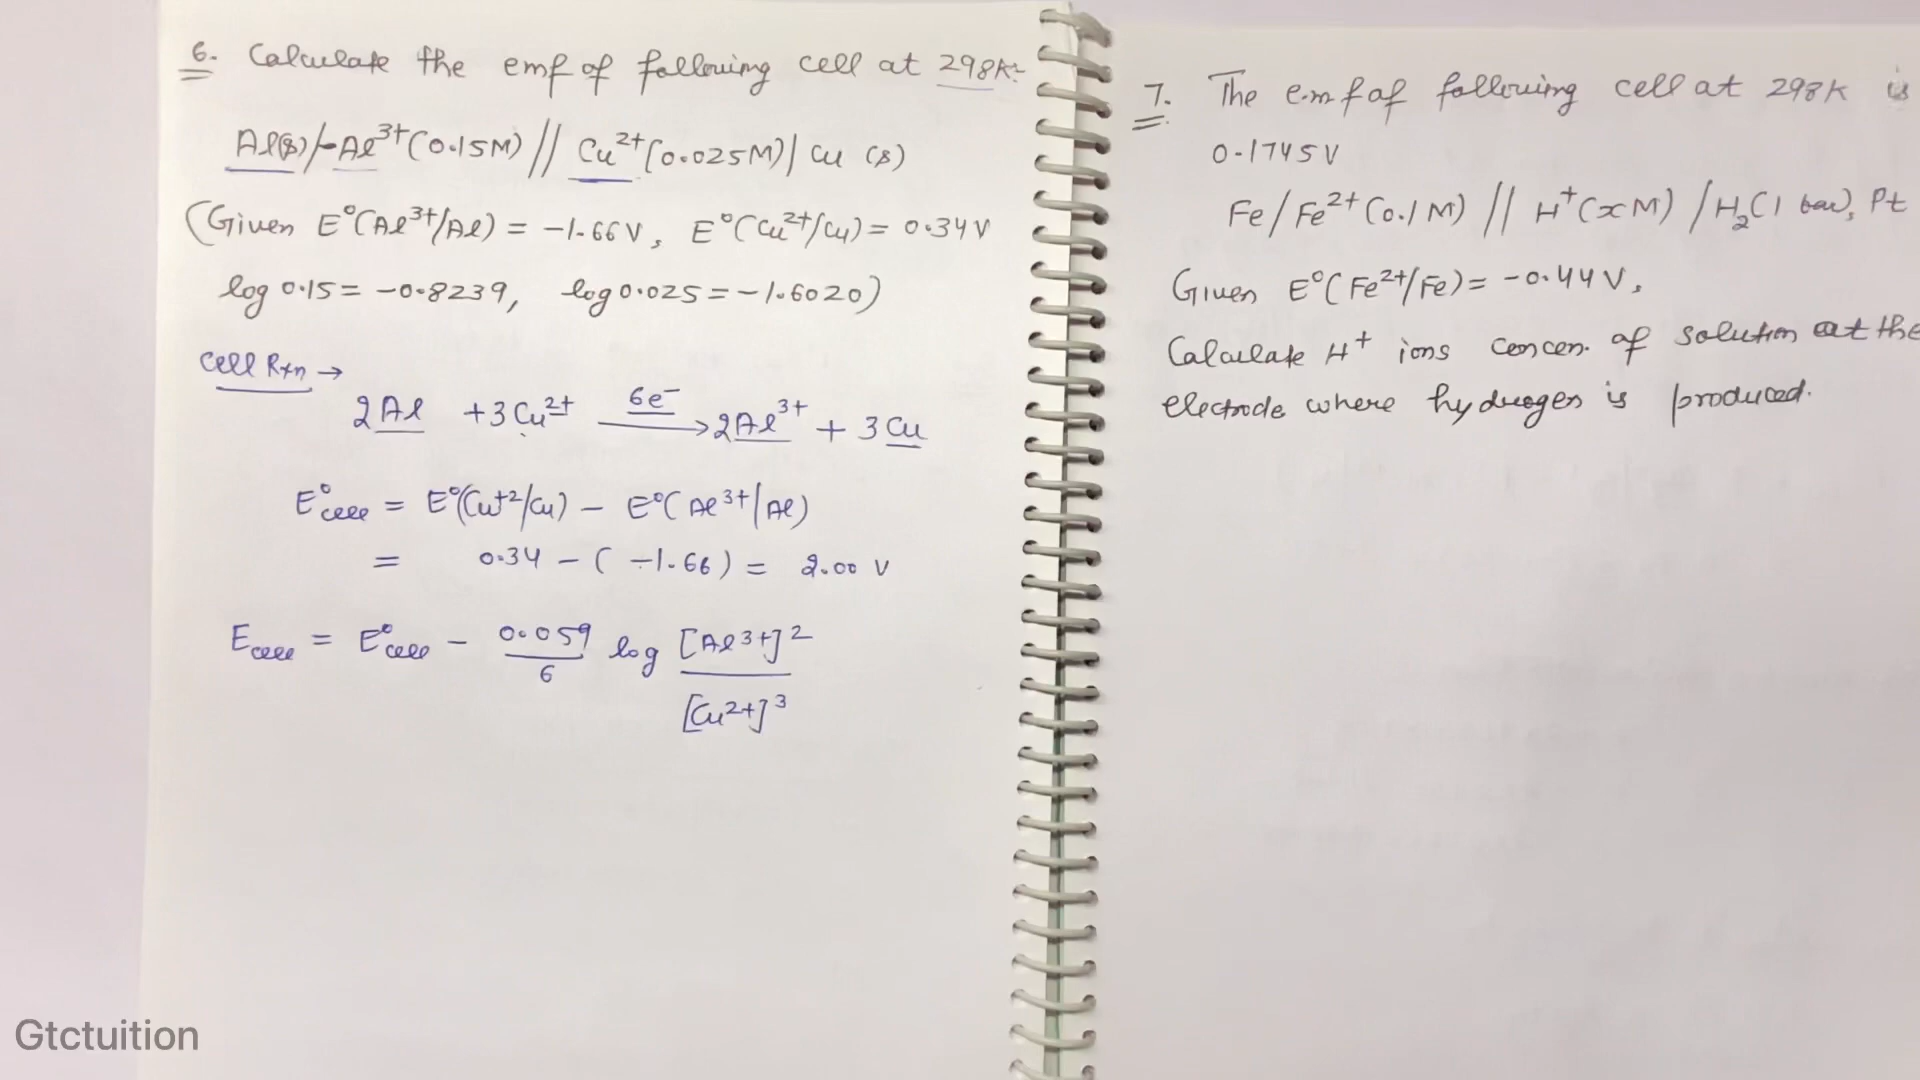 6. Calculate the emf of following cell at 298K:
Al(s)/Al³⁺(0.15M) // Cu²⁺(0.025M) | Cu (s)
(Given E°(Al³⁺/Al) = -1.66 V, E°(Cu²⁺/Cu) = 0.34 V
log 0.15 = -0.8239, log 0.025 = -1.6020)
Cell Rxn →
2Al + 3Cu²⁺ 6e⁻→ 2Al³⁺ + 3Cu
E°cell = E°(Cu⁺²/Cu) - E°(Al³⁺|Al)
= 0.34 - (-1.66) = 2.00 V
Ecell = E°cell - 0.059/6 log [Al³⁺]²/[Cu²⁺]³
7. The e.m.f of following cell at 298K is
0.1745V
Fe/Fe²⁺(0.1M) // H⁺(xM) /H₂(1 bar), Pt
Given E°(Fe²⁺/Fe) = -0.44 V,
Calculate H⁺ ions concen. of solution at the
electrode where hydrogen is produced.
Gtctuition